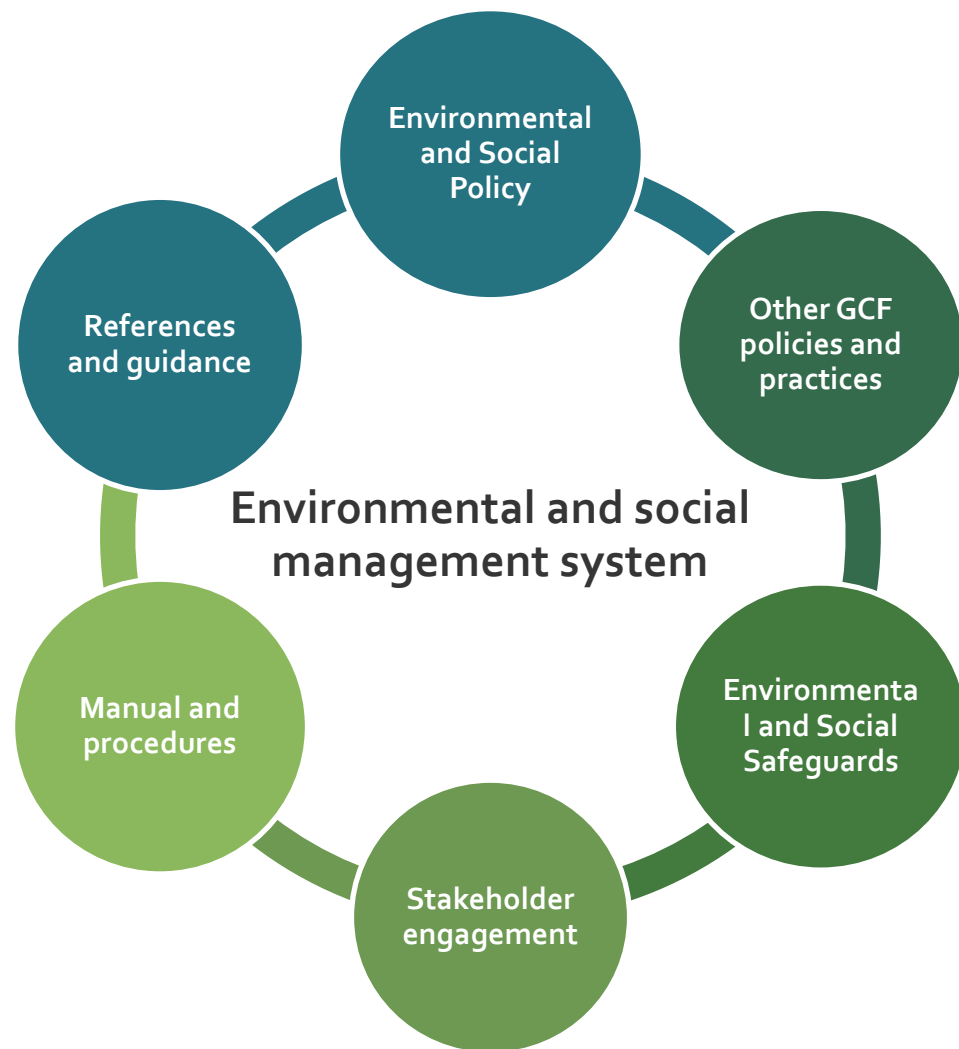 Environmental
and Social
Policy
Other GCF
policies and
practices
References
and guidance
Environmental and social
management system
Environmenta
l and Social
Safeguards
Manual and
procedures
Stakeholder
engagement